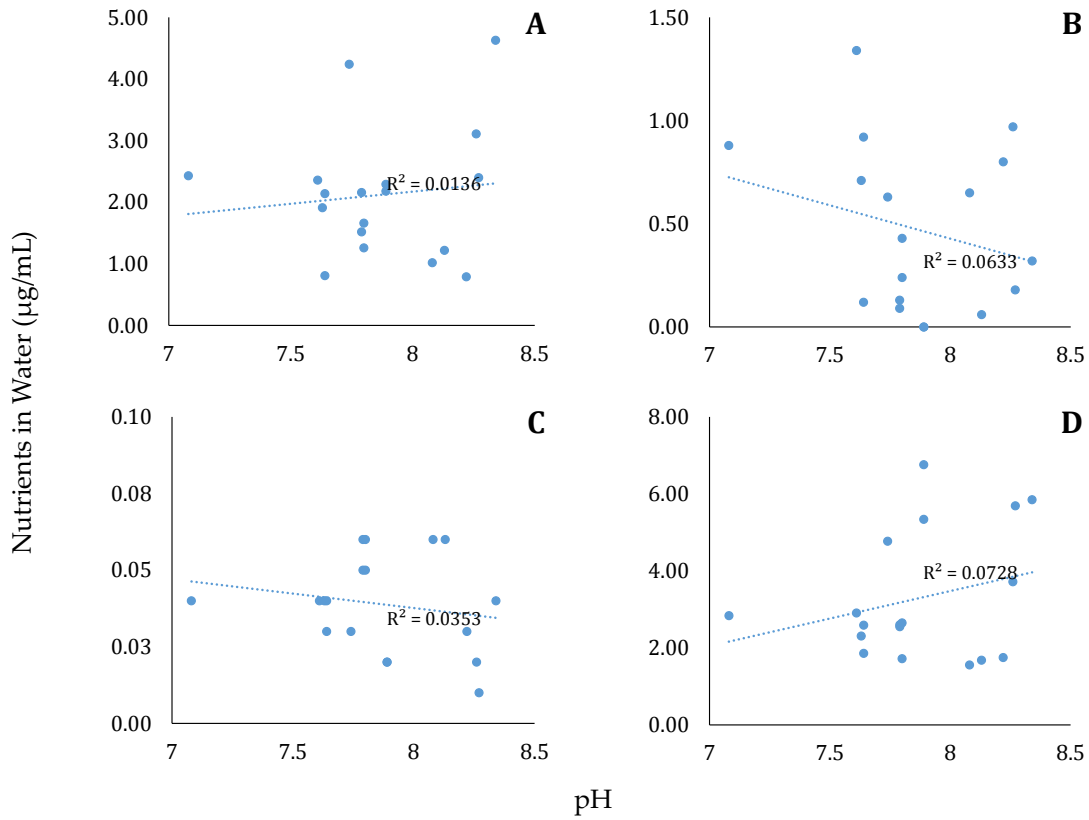 Nutrients in Water (µg/mL)
A
5.00
4.00
3.00
2.00
1.00
0.00
R² = 0.0136
7 7.5 8 8.5
B
1.50
1.00
0.50
0.00
R² = 0.0633
7 7.5 8 8.5
C
0.10
0.08
0.05
0.03
0.00
R² = 0.0353
7 7.5 8 8.5
D
8.00
6.00
4.00
2.00
0.00
R² = 0.0728
7 7.5 8 8.5
pH